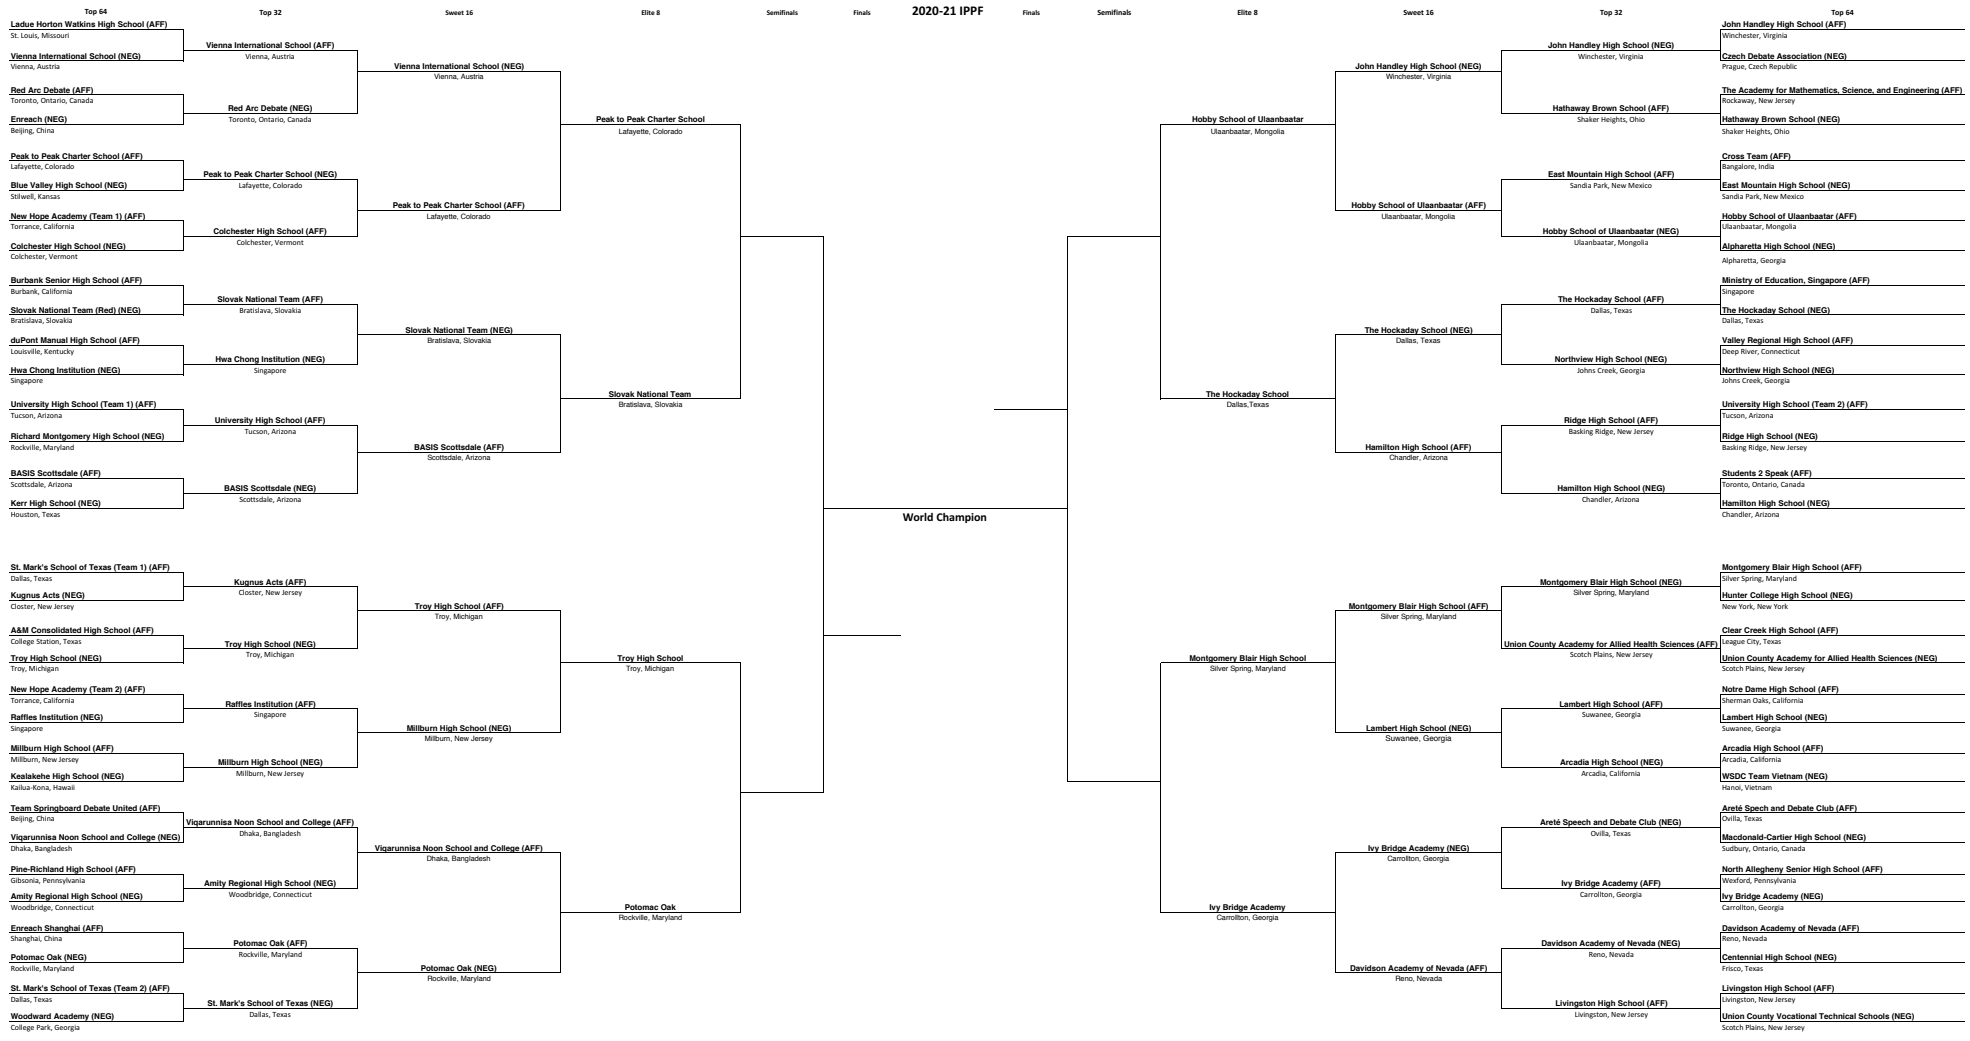 Top 64
Top 32
Sweet 16
Elite 8
Semifinals
Finals
2020-21 IPPF
Finals
Semifinals
Elite 8
Sweet 16
Top 32
Top 64
Ladue Horton Watkins High School (AFF)
St. Louis, Missouri
Vienna International School (NEG)
Vienna, Austria
Red Arc Debate (AFF)
Toronto, Ontario, Canada
Enreach (NEG)
Beijing, China
Peak to Peak Charter School (AFF)
Lafayette, Colorado
Blue Valley High School (NEG)
Stilwell, Kansas
New Hope Academy (Team 1) (AFF)
Torrance, California
Colchester High School (NEG)
Colchester, Vermont
Burbank Senior High School (AFF)
Burbank, California
Slovak National Team (Red) (NEG)
Bratislava, Slovakia
duPont Manual High School (AFF)
Louisville, Kentucky
Hwa Chong Institution (NEG)
Singapore
University High School (Team 1) (AFF)
Tucson, Arizona
Richard Montgomery High School (NEG)
Rockville, Maryland
BASIS Scottsdale (AFF)
Scottsdale, Arizona
Kerr High School (NEG)
Houston, Texas
St. Mark's School of Texas (Team 1) (AFF)
Dallas, Texas
Kugnus Acts (NEG)
Closter, New Jersey
A&M Consolidated High School (AFF)
College Station, Texas
Troy High School (NEG)
Troy, Michigan
New Hope Academy (Team 2) (AFF)
Torrance, California
Raffles Institution (NEG)
Singapore
Millburn High School (AFF)
Millburn, New Jersey
Kealakehe High School (NEG)
Kailua-Kona, Hawaii
Team Springboard Debate United (AFF)
Beijing, China
Viqarunnisa Noon School and College (NEG)
Dhaka, Bangladesh
Pine-Richland High School (AFF)
Gibsonia, Pennsylvania
Amity Regional High School (NEG)
Woodbridge, Connecticut
Enreach Shanghai (AFF)
Shanghai, China
Potomac Oak (NEG)
Rockville, Maryland
St. Mark's School of Texas (Team 2) (AFF)
Dallas, Texas
Woodward Academy (NEG)
College Park, Georgia
Vienna International School (AFF)
Vienna, Austria
Red Arc Debate (NEG)
Toronto, Ontario, Canada
Peak to Peak Charter School (NEG)
Lafayette, Colorado
Colchester High School (AFF)
Colchester, Vermont
Slovak National Team (AFF)
Bratislava, Slovakia
Hwa Chong Institution (NEG)
Singapore
University High School (AFF)
Tucson, Arizona
BASIS Scottsdale (NEG)
Scottsdale, Arizona
Kugnus Acts (AFF)
Closter, New Jersey
Troy High School (NEG)
Troy, Michigan
Raffles Institution (AFF)
Singapore
Millburn High School (NEG)
Millburn, New Jersey
Viqarunnisa Noon School and College (AFF)
Dhaka, Bangladesh
Amity Regional High School (NEG)
Woodbridge, Connecticut
Potomac Oak (AFF)
Rockville, Maryland
St. Mark's School of Texas (NEG)
Dallas, Texas
Vienna International School (NEG)
Vienna, Austria
Peak to Peak Charter School (AFF)
Lafayette, Colorado
Slovak National Team (NEG)
Bratislava, Slovakia
BASIS Scottsdale (AFF)
Scottsdale, Arizona
Troy High School (AFF)
Troy, Michigan
Millburn High School (NEG)
Millburn, New Jersey
Viqarunnisa Noon School and College (AFF)
Dhaka, Bangladesh
Potomac Oak (NEG)
Rockville, Maryland
Peak to Peak Charter School
Lafayette, Colorado
Slovak National Team
Bratislava, Slovakia
Troy High School
Troy, Michigan
Potomac Oak
Rockville, Maryland
World Champion
Hobby School of Ulaanbaatar
Ulaanbaatar, Mongolia
The Hockaday School
Dallas,Texas
Montgomery Blair High School
Silver Spring, Maryland
Ivy Bridge Academy
Carrollton, Georgia
John Handley High School (NEG)
Winchester, Virginia
Hobby School of Ulaanbaatar (AFF)
Ulaanbaatar, Mongolia
The Hockaday School (NEG)
Dallas, Texas
Hamilton High School (AFF)
Chandler, Arizona
Montgomery Blair High School (AFF)
Silver Spring, Maryland
Lambert High School (NEG)
Suwanee, Georgia
Ivy Bridge Academy (NEG)
Carrollton, Georgia
Davidson Academy of Nevada (AFF)
Reno, Nevada
John Handley High School (NEG)
Winchester, Virginia
Hathaway Brown School (AFF)
Shaker Heights, Ohio
East Mountain High School (AFF)
Sandia Park, New Mexico
Hobby School of Ulaanbaatar (NEG)
Ulaanbaatar, Mongolia
The Hockaday School (AFF)
Dallas, Texas
Northview High School (NEG)
Johns Creek, Georgia
Ridge High School (AFF)
Basking Ridge, New Jersey
Hamilton High School (NEG)
Chandler, Arizona
Montgomery Blair High School (NEG)
Silver Spring, Maryland
Union County Academy for Allied Health Sciences (AFF)
Scotch Plains, New Jersey
Lambert High School (AFF)
Suwanee, Georgia
Arcadia High School (NEG)
Arcadia, California
Areté Speech and Debate Club (NEG)
Ovilla, Texas
Ivy Bridge Academy (AFF)
Carrollton, Georgia
Davidson Academy of Nevada (NEG)
Reno, Nevada
Livingston High School (AFF)
Livingston, New Jersey
John Handley High School (AFF)
Winchester, Virginia
Czech Debate Association (NEG)
Prague, Czech Republic
The Academy for Mathematics, Science, and Engineering (AFF)
Rockaway, New Jersey
Hathaway Brown School (NEG)
Shaker Heights, Ohio
Cross Team (AFF)
Bangalore, India
East Mountain High School (NEG)
Sandia Park, New Mexico
Hobby School of Ulaanbaatar (AFF)
Ulaanbaatar, Mongolia
Alpharetta High School (NEG)
Alpharetta, Georgia
Ministry of Education, Singapore (AFF)
Singapore
The Hockaday School (NEG)
Dallas, Texas
Valley Regional High School (AFF)
Deep River, Connecticut
Northview High School (NEG)
Johns Creek, Georgia
University High School (Team 2) (AFF)
Tucson, Arizona
Ridge High School (NEG)
Basking Ridge, New Jersey
Students 2 Speak (AFF)
Toronto, Ontario, Canada
Hamilton High School (NEG)
Chandler, Arizona
Montgomery Blair High School (AFF)
Silver Spring, Maryland
Hunter College High School (NEG)
New York, New York
Clear Creek High School (AFF)
League City, Texas
Union County Academy for Allied Health Sciences (NEG)
Scotch Plains, New Jersey
Notre Dame High School (AFF)
Sherman Oaks, California
Lambert High School (NEG)
Suwanee, Georgia
Arcadia High School (AFF)
Arcadia, California
WSDC Team Vietnam (NEG)
Hanoi, Vietnam
Areté Spech and Debate Club (AFF)
Ovilla, Texas
Macdonald-Cartier High School (NEG)
Sudbury, Ontario, Canada
North Allegheny Senior High School (AFF)
Wexford, Pennsylvania
Ivy Bridge Academy (NEG)
Carrollton, Georgia
Davidson Academy of Nevada (AFF)
Reno, Nevada
Centennial High School (NEG)
Frisco, Texas
Livingston High School (AFF)
Livingston, New Jersey
Union County Vocational Technical Schools (NEG)
Scotch Plains, New Jersey